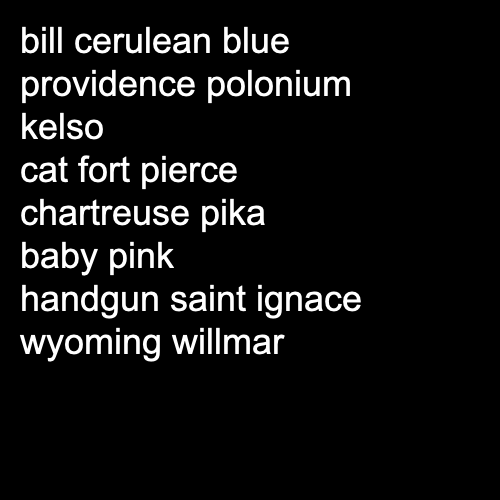 bill cerulean blue
providence polonium
kelso
cat fort pierce
chartreuse pika
baby pink
handgun saint ignace
wyoming willmar